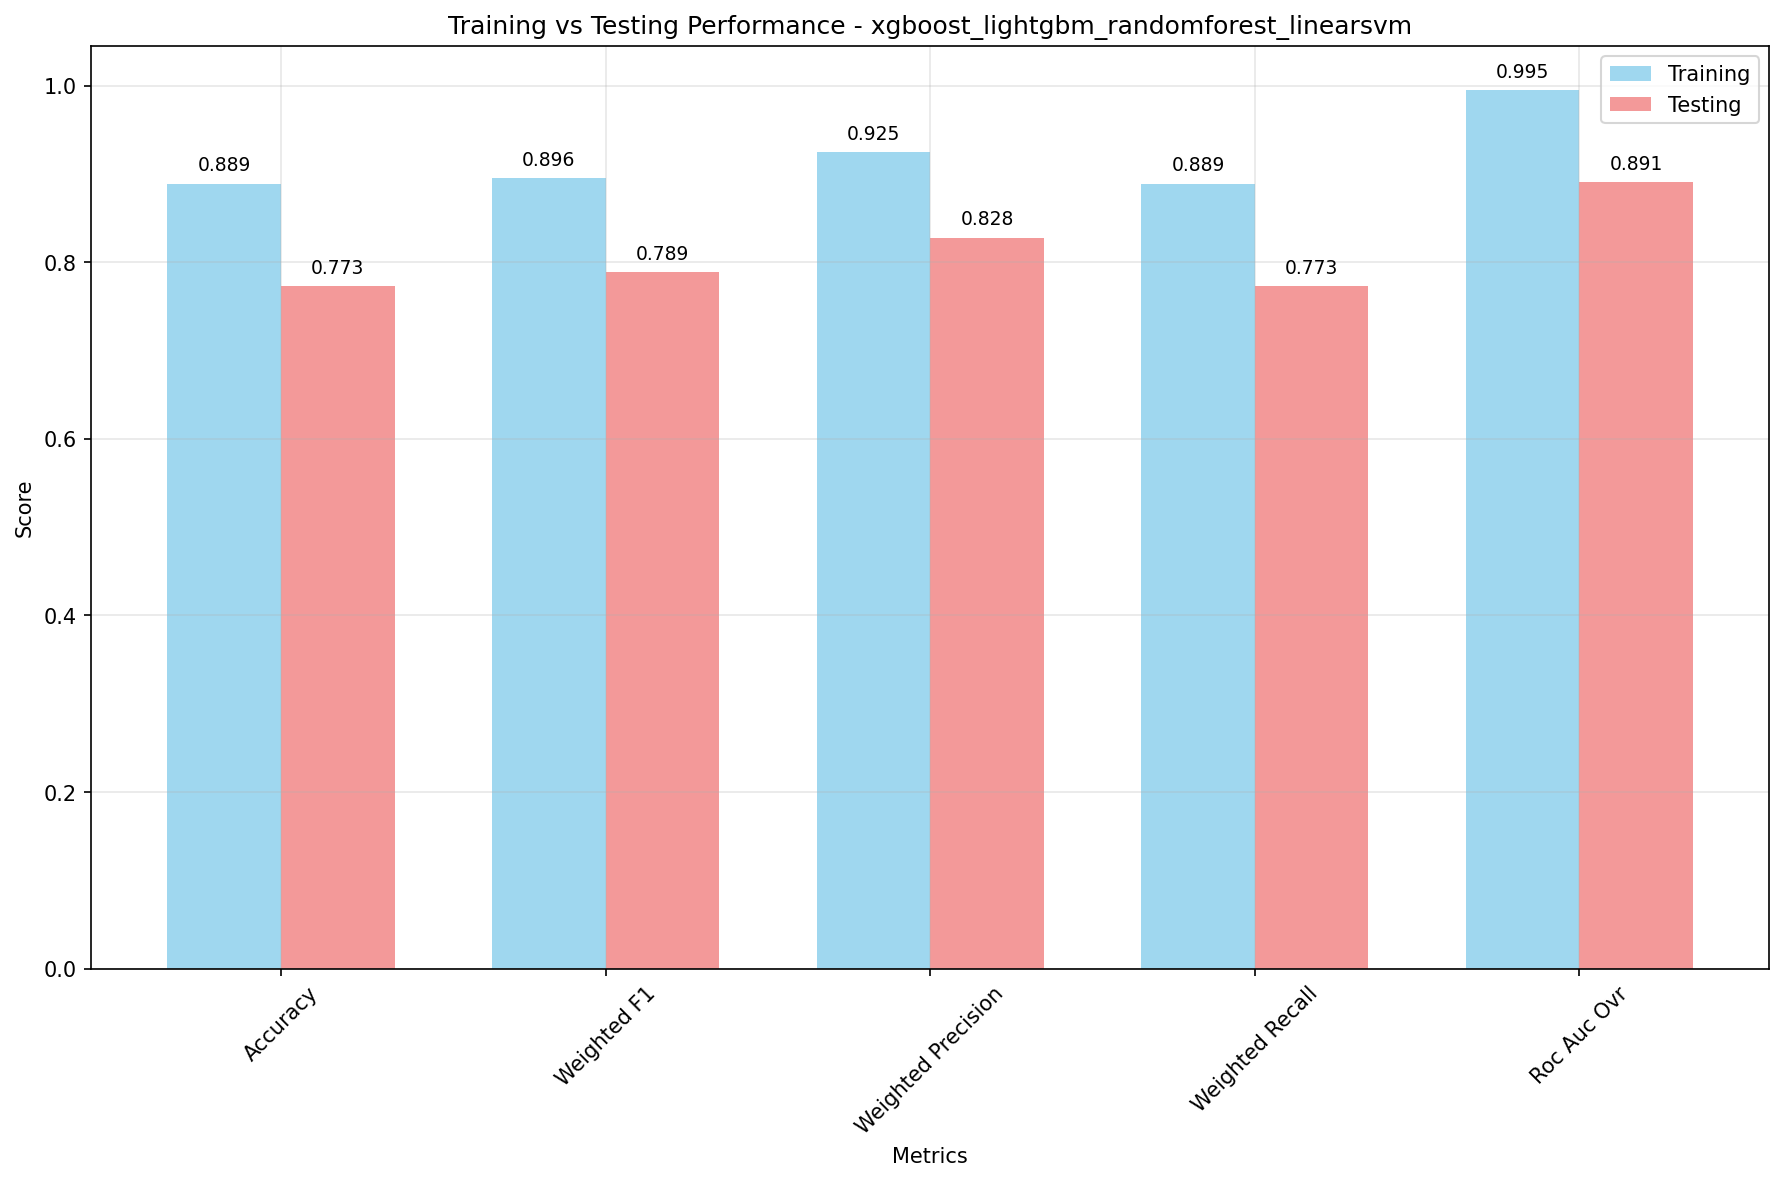 Training vs Testing Performance - xgboost_lightgbm_randomforest_linearsvm
Training
Testing
1.0
0.8
0.6
0.4
0.2
0.0
Score
0.889
0.773
0.896
0.789
0.925
0.828
0.889
0.773
0.995
0.891
Accuracy
Weighted F1
Weighted Precision
Weighted Recall
Roc Auc Ovr
Metrics